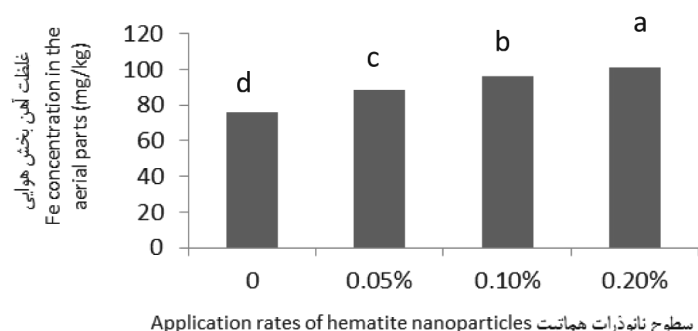 غلظت آهن بخش هوایی
Fe concentration in the
aerial parts (mg/kg)
120
100
80
60
40
20
0
d
c
b
a
0 0.05% 0.10% 0.20%
Application rates of hematite nanoparticles سطوح نانوذرات هماتیت